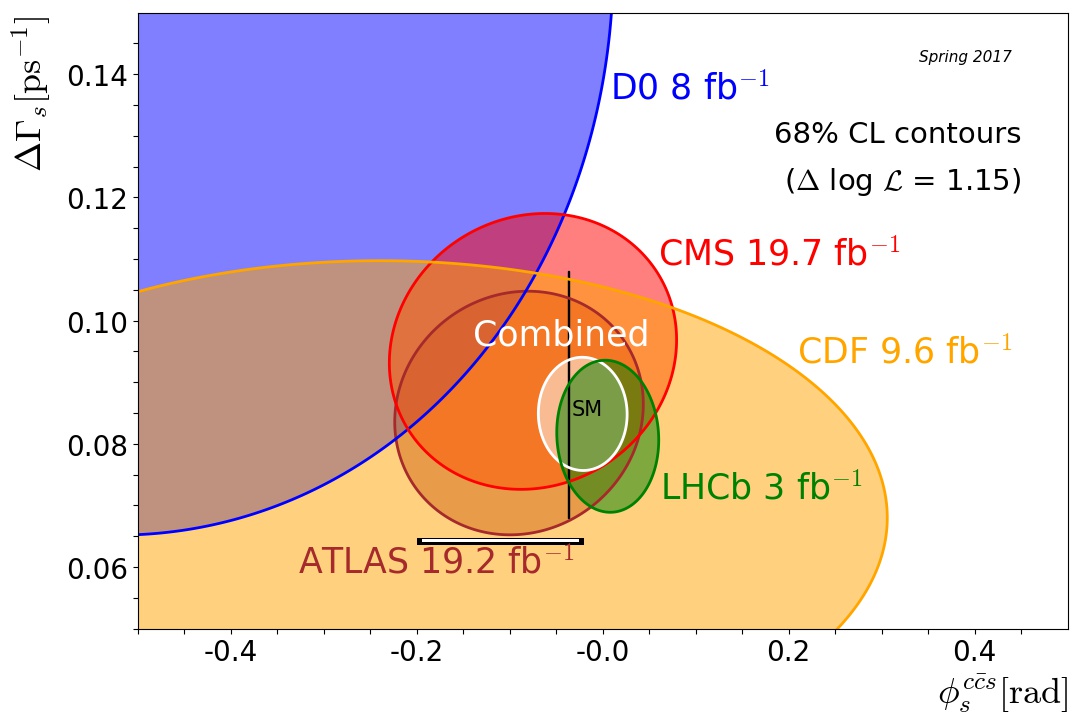 ΔΓs[ps−1]
0.14
0.12
0.10
0.08
0.06
Spring 2017
D0 8 fb−1
68% CL contours
(Δ log ℒ = 1.15)
CMS 19.7 fb−1
Combined
CDF 9.6 fb−1
SM
LHCb 3 fb−1
ATLAS 19.2 fb−1
-0.4 -0.2 -0.0 0.2 0.4
ϕs^cc̄s[rad]